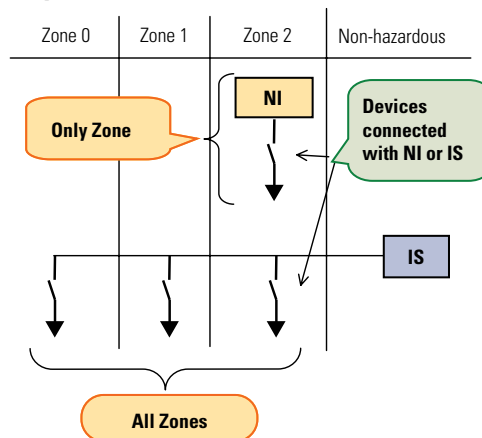 Zone 0 Zone 1 Zone 2 Non-hazardous
NI
Only Zone
Devices
connected
with NI or IS
IS
All Zones